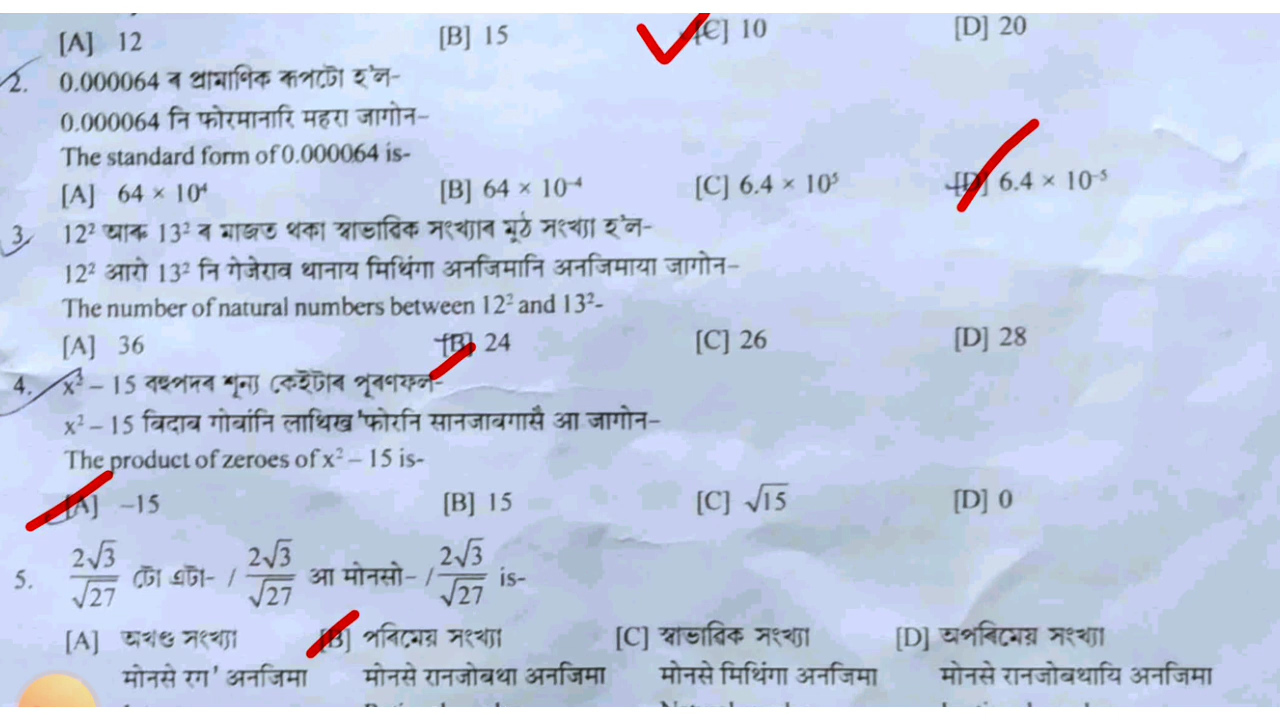 [A] 12 [B] 15 [C] 10 [D] 20
2. 0.000064 ৰ প্ৰামাণিক ৰূপটো হ'ল–
0.000064 नि फोरमानारि महरा जागोन–
The standard form of 0.000064 is-
[A] 64 × 10⁴ [B] 64 × 10⁻⁴ [C] 6.4 × 10⁵ [D] 6.4 × 10⁻⁵
3. 12² আৰু 13² ৰ মাজত থকা স্বাভাৱিক সংখ্যাৰ মুঠ সংখ্যা হ'ল–
12² आरो 13² नि गेजेराव थानाय मिथिंगा अनजिमानि अनजिमाया जागोन–
The number of natural numbers between 12² and 13²-
[A] 36 [B] 24 [C] 26 [D] 28
4. x² – 15 বহুপদৰ শূন্য কেইটাৰ পূৰণফল–
x² – 15 बिदाब गोबांनि लाथिख'फोरनि सानजाबगासै आ जागोन–
The product of zeroes of x² – 15 is-
[A] –15 [B] 15 [C] √15 [D] 0
5. 2√3/√27 টো এটা- / 2√3/√27 आ मोनसो- / 2√3/√27 is-
[A] অখণ্ড সংখ্যা [B] পৰিমেয় সংখ্যা [C] স্বাভাৱিক সংখ্যা [D] অপৰিমেয় সংখ্যা
मोनसे रग' अनजिमा मोनसे रानजोबथा अनजिमा मोनसे मिथिंगा अनजिमा मोनसे रानजोबथायि अनजिमा